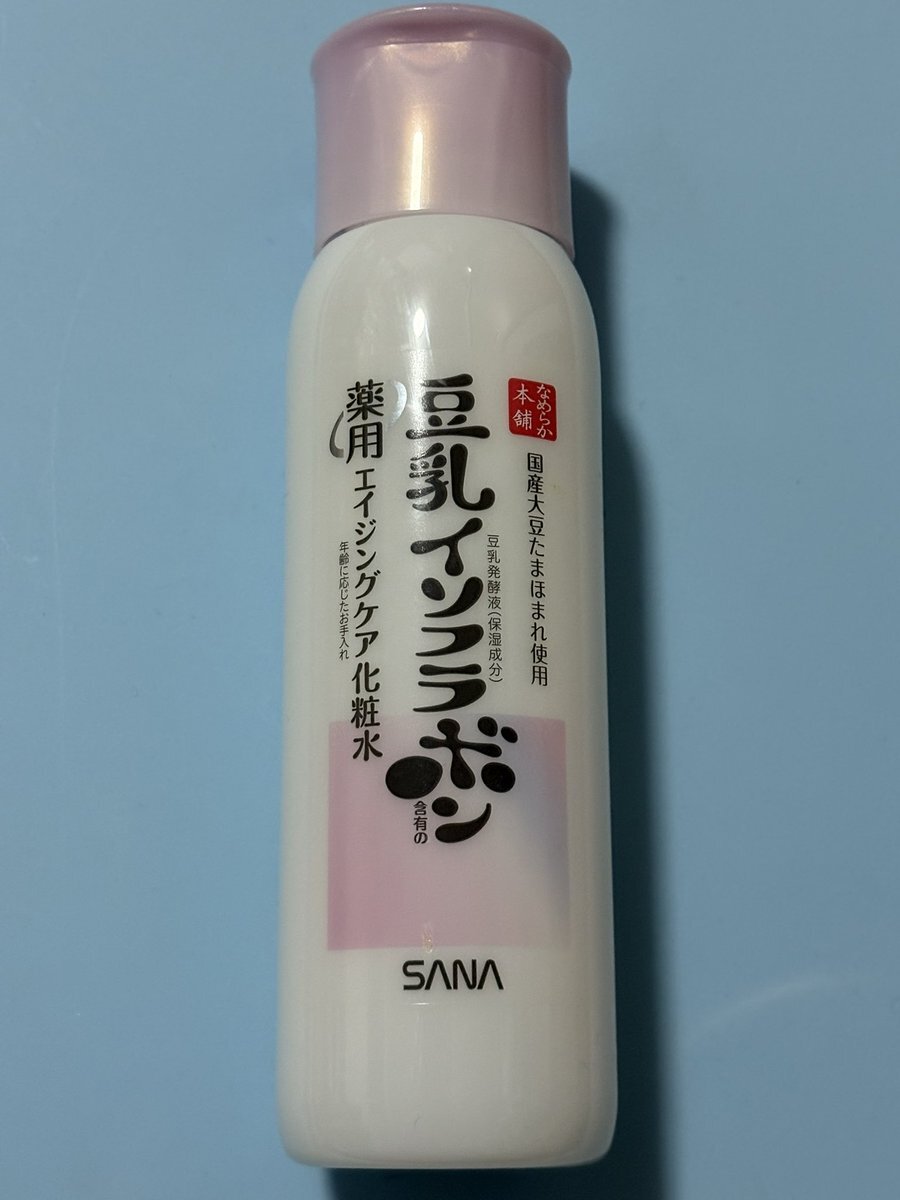 なめらか
本舗
国産大豆たまほまれ使用
豆乳発酵液(保湿成分)
豆乳イソフラボン
含有の
薬用エイジングケア化粧水
年齢に応じたお手入れ
SANA